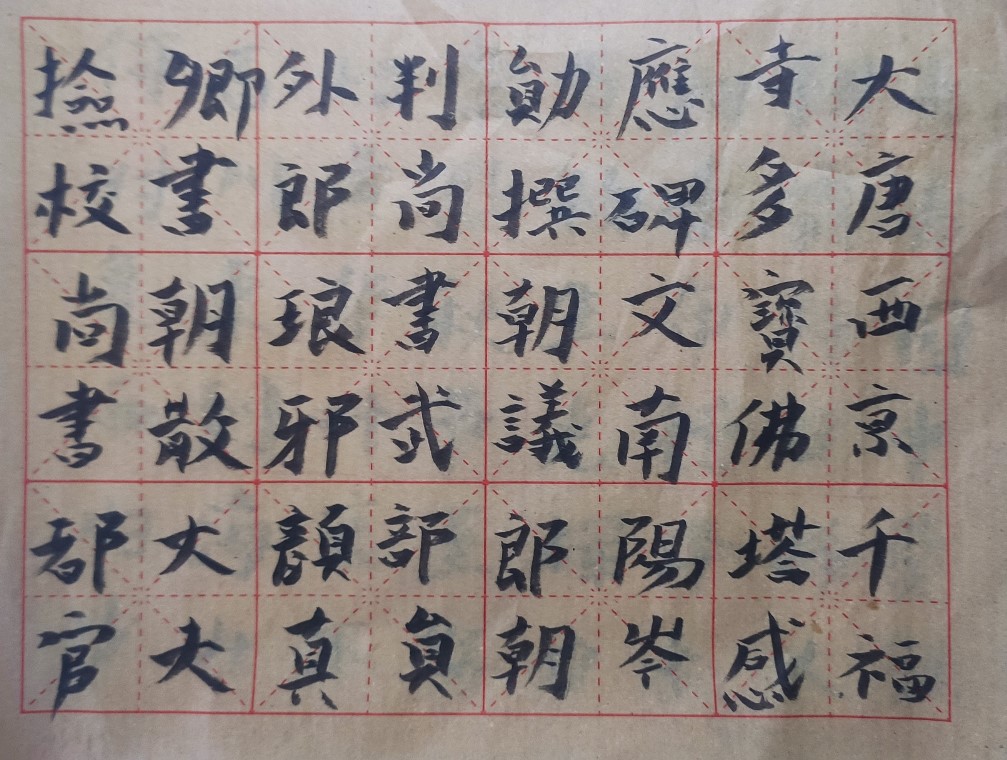 大唐西京千福
寺多寶佛塔感
應碑文南陽岑
勛撰朝議郎朝
判尚書武部員
外郎琅邪顏真
卿書朝散大夫
撿校尚書都官